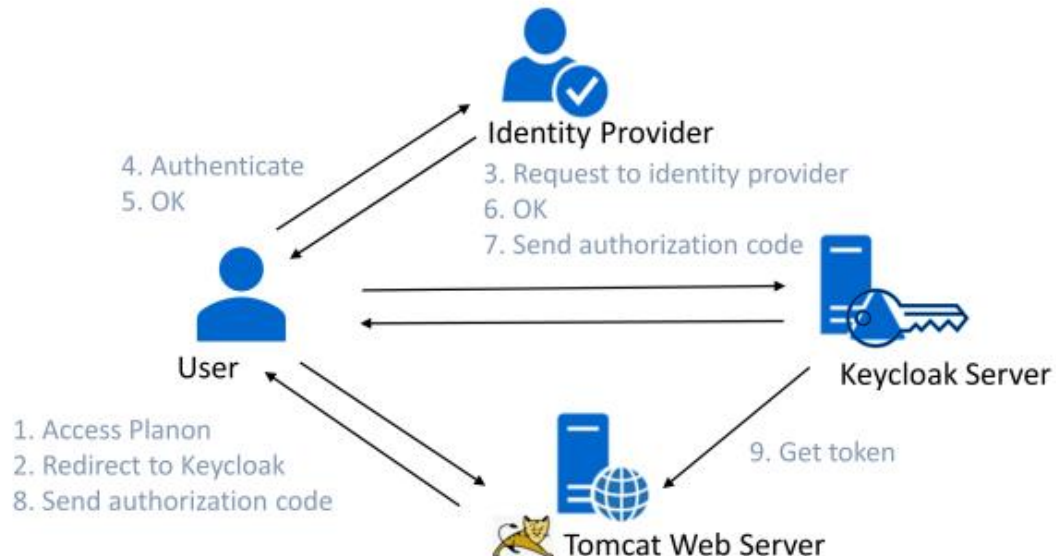 Identity Provider
4. Authenticate
5. OK
3. Request to identity provider
6. OK
7. Send authorization code
User
Keycloak Server
1. Access Planon
2. Redirect to Keycloak
8. Send authorization code
9. Get token
Tomcat Web Server